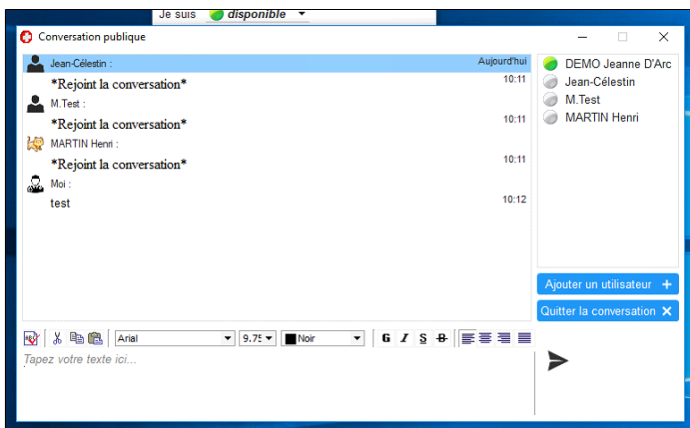 Je suis disponible
Conversation publique
Jean-Célestin : Aujourd'hui
*Rejoint la conversation* 10:11
M.Test :
*Rejoint la conversation* 10:11
MARTIN Henri :
*Rejoint la conversation* 10:11
Moi :
test 10:12
DEMO Jeanne D'Arc
Jean-Célestin
M.Test
MARTIN Henri
Ajouter un utilisateur +
Quitter la conversation X
Arial 9.75 Noir G I S B
Tapez votre texte ici...